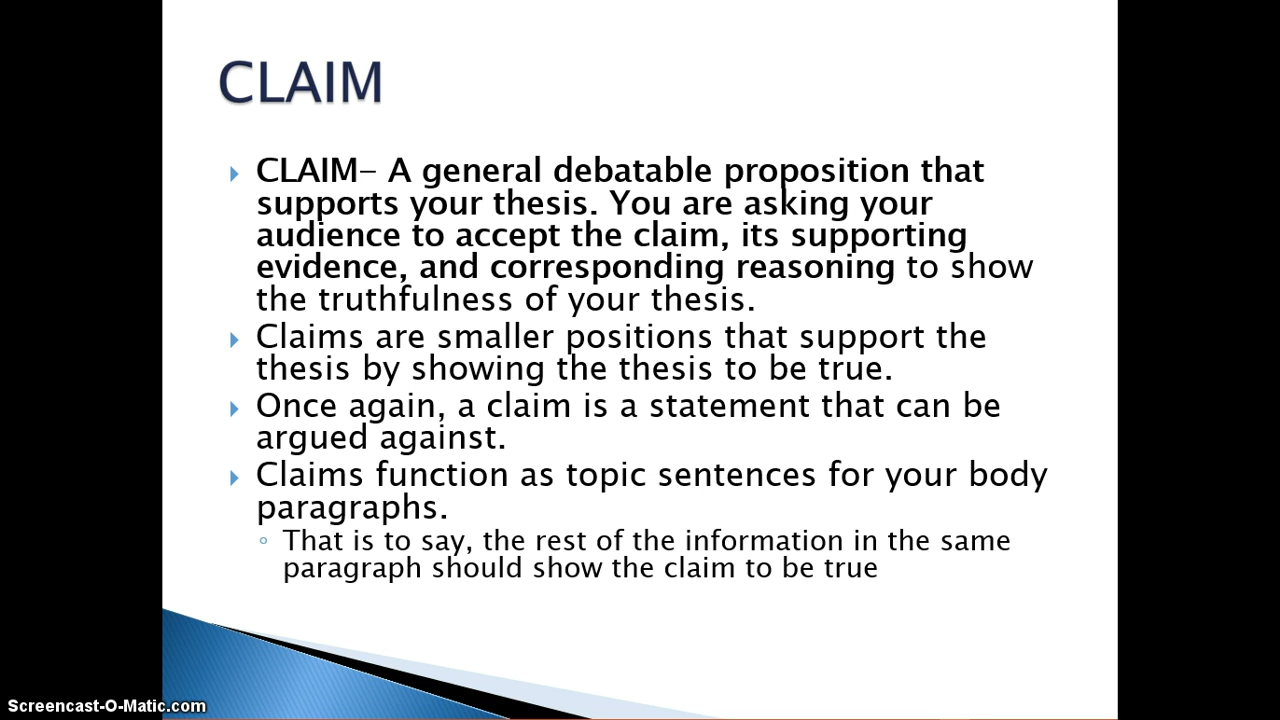 CLAIM
CLAIM– A general debatable proposition that
supports your thesis. You are asking your
audience to accept the claim, its supporting
evidence, and corresponding reasoning to show
the truthfulness of your thesis.
Claims are smaller positions that support the
thesis by showing the thesis to be true.
Once again, a claim is a statement that can be
argued against.
Claims function as topic sentences for your body
paragraphs.
That is to say, the rest of the information in the same
paragraph should show the claim to be true
Screencast-O-Matic.com